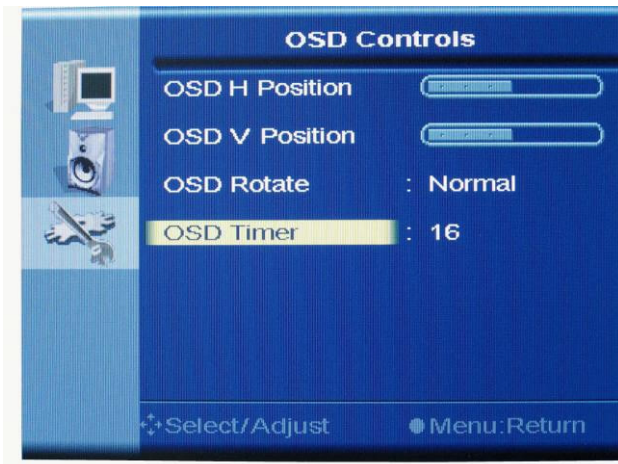 OSD Controls
OSD H Position
OSD V Position
OSD Rotate : Normal
OSD Timer : 16
Select/Adjust Menu:Return